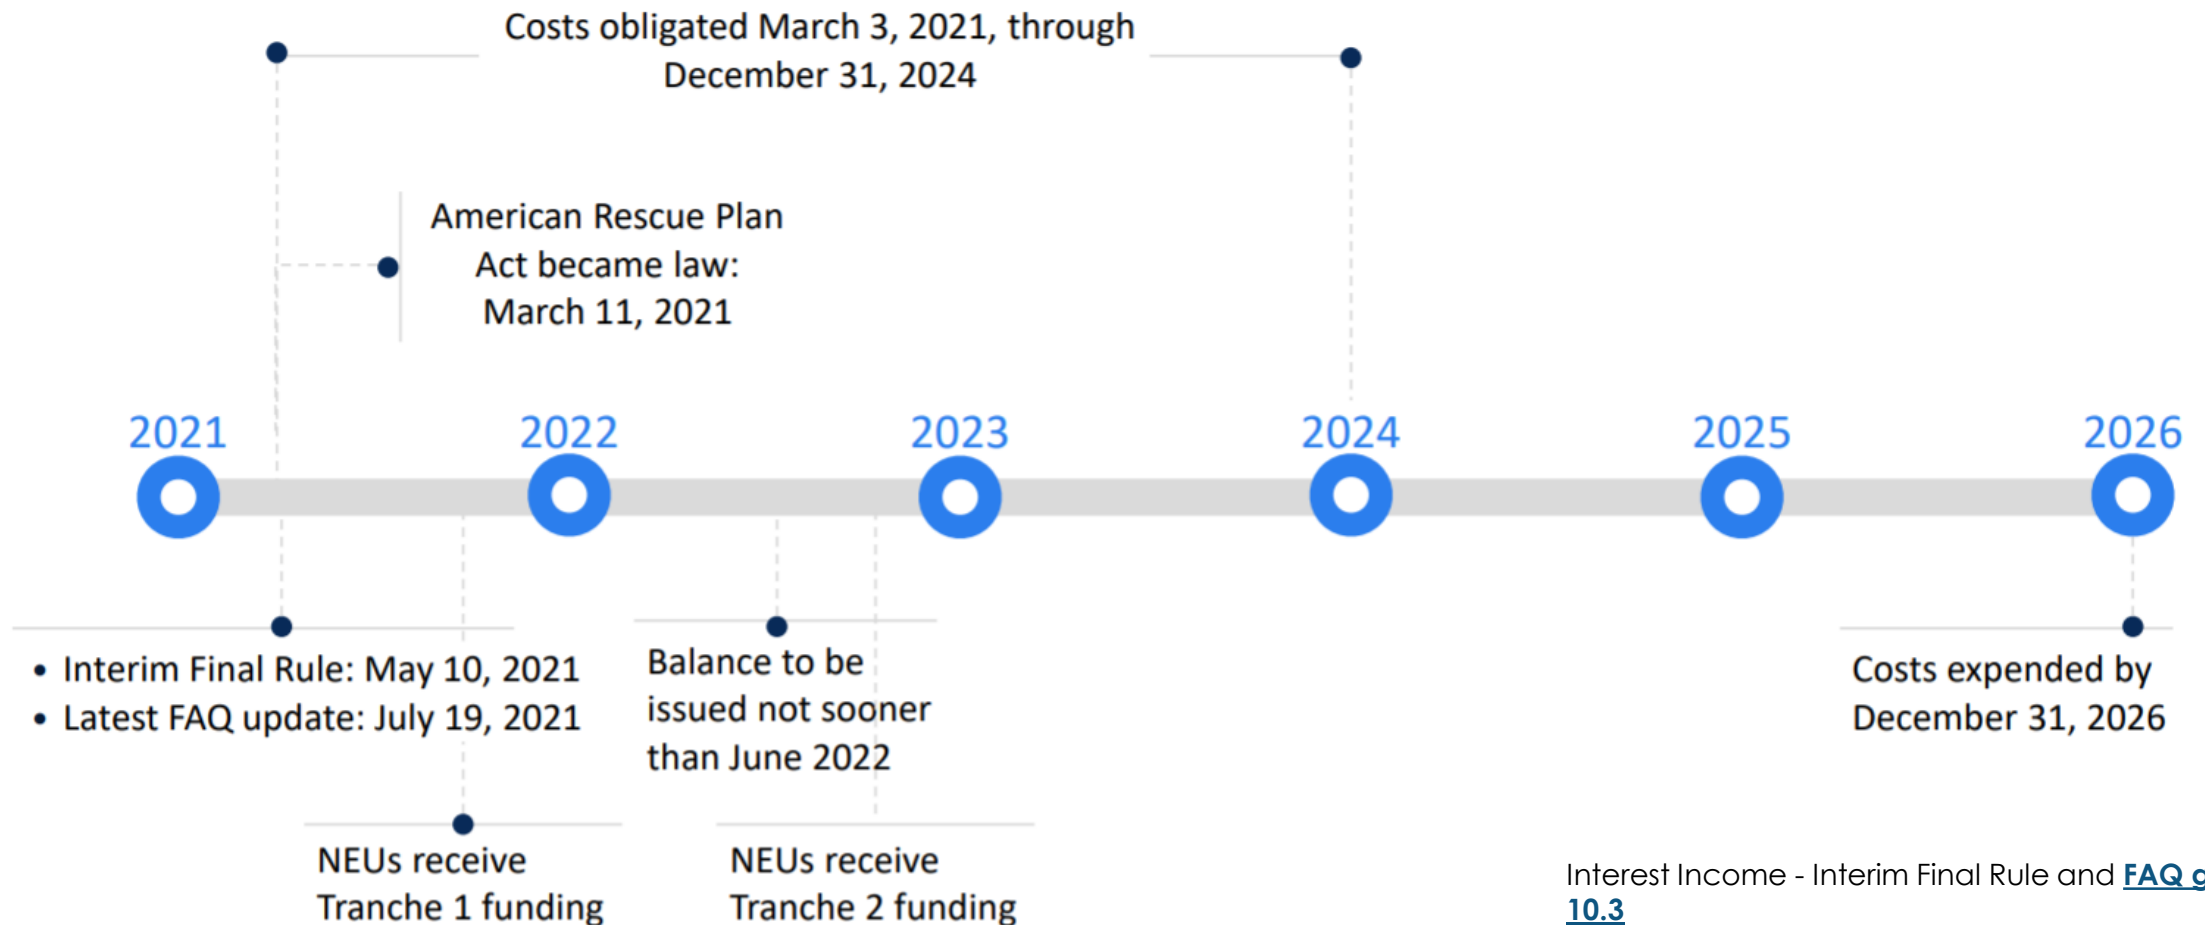 Costs obligated March 3, 2021, through
December 31, 2024
American Rescue Plan
Act became law:
March 11, 2021
2021
2022
2023
2024
2025
2026
• Interim Final Rule: May 10, 2021
• Latest FAQ update: July 19, 2021
Balance to be
issued not sooner
than June 2022
Costs expended by
December 31, 2026
NEUs receive
Tranche 1 funding
NEUs receive
Tranche 2 funding
Interest Income - Interim Final Rule and FAQ
10.3